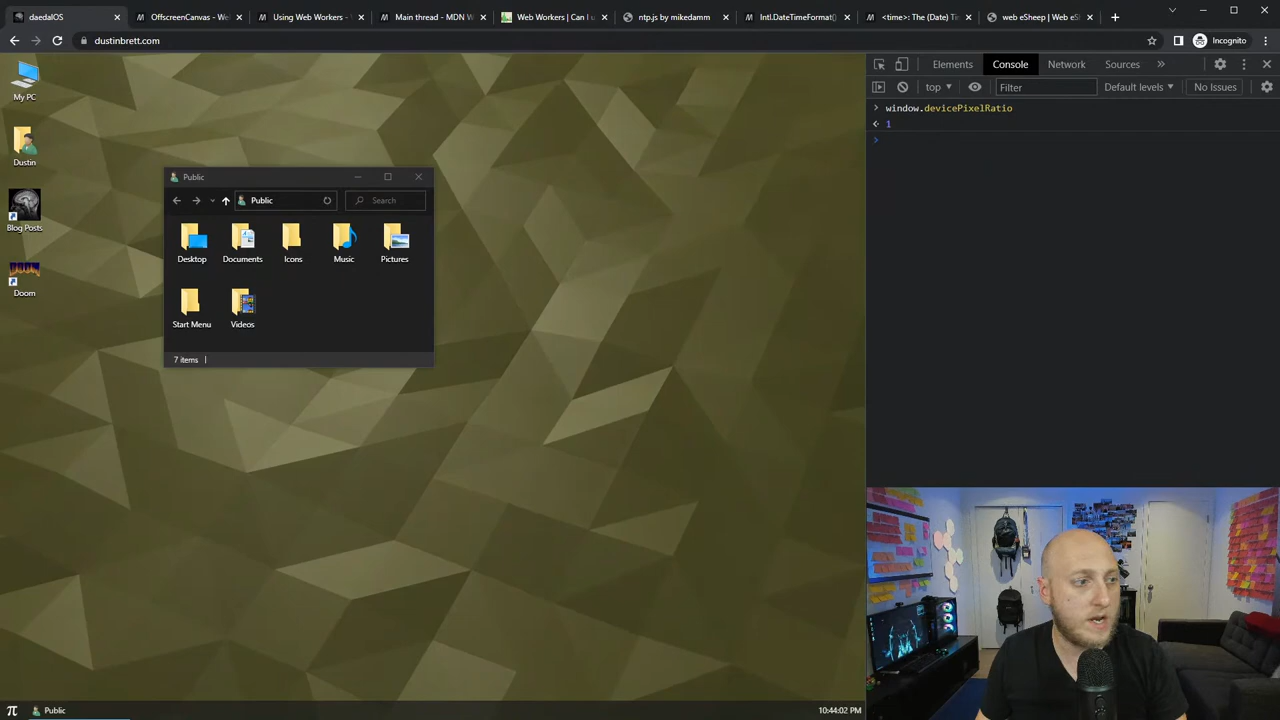 daedalOS
OffscreenCanvas - We
Using Web Workers -
Main thread - MDN W
Web Workers | Can I u
ntp.js by mikedamm
Intl.DateTimeFormat()
<time>: The (Date) Ti
web eSheep | Web eS
dustinbrett.com
Incognito
Elements
Console
Network
Sources
top
Filter
Default levels
No Issues
window.devicePixelRatio
1
My PC
Dustin
Blog Posts
DOOM
Doom
Public
Public
Search
Desktop
Documents
Icons
Music
Pictures
Start Menu
Videos
7 items
π
Public
10:44:02 PM